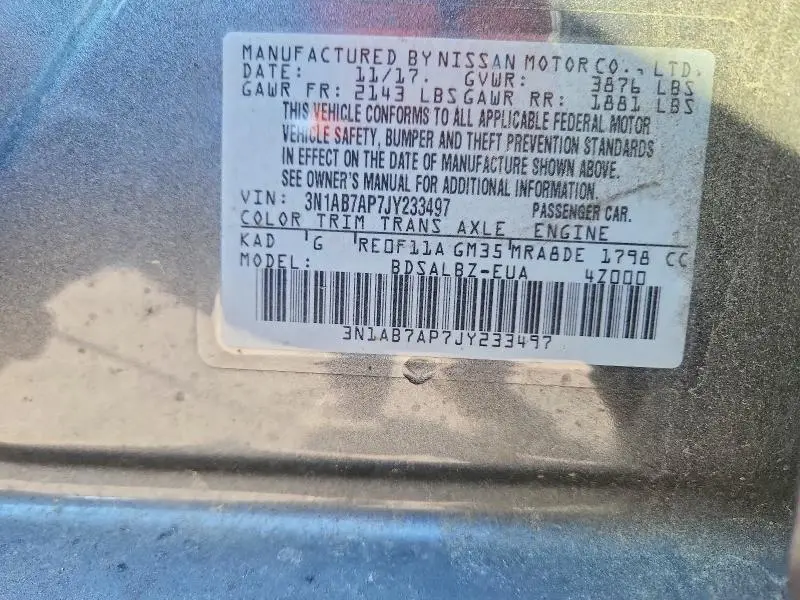 MANUFACTURED BY NISSAN MOTOR CO., LTD.
DATE: 11/17. GVWR: 3876 LBS
GAWR FR: 2143 LBS GAWR RR: 1881 LBS
THIS VEHICLE CONFORMS TO ALL APPLICABLE FEDERAL MOTOR
VEHICLE SAFETY, BUMPER AND THEFT PREVENTION STANDARDS
IN EFFECT ON THE DATE OF MANUFACTURE SHOWN ABOVE.
SEE OWNER'S MANUAL FOR ADDITIONAL INFORMATION.
VIN: 3N1AB7AP7JY233497 PASSENGER CAR.
COLOR TRIM TRANS AXLE ENGINE
KAD G RE0F11A GM35 MRA8DE 1798 CC
MODEL: BDSALBZ-EUA 4Z000
3N1AB7AP7JY233497